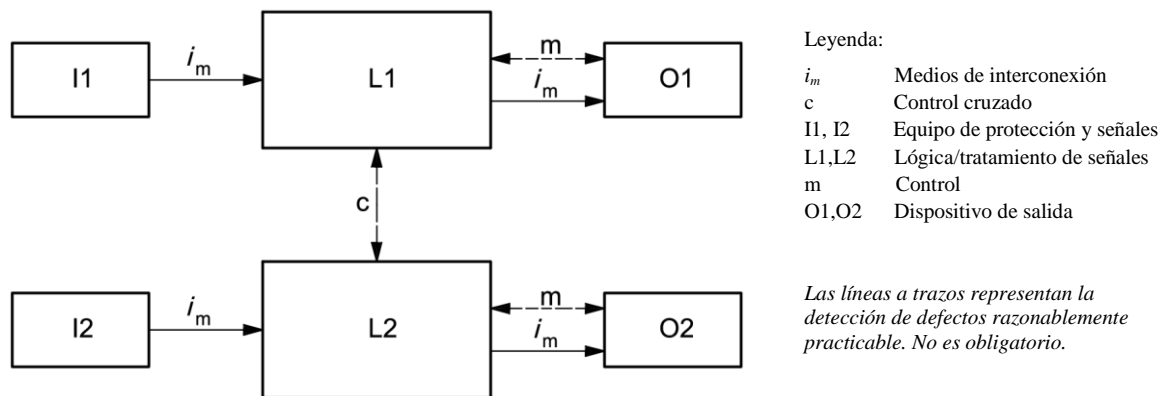 I1
i_m
L1
m
i_m
O1
c
I2
i_m
L2
m
i_m
O2
Leyenda:
i_m Medios de interconexión
c Control cruzado
I1, I2 Equipo de protección y señales
L1,L2 Lógica/tratamiento de señales
m Control
O1,O2 Dispositivo de salida
Las líneas a trazos representan la
detección de defectos razonablemente
practicable. No es obligatorio.